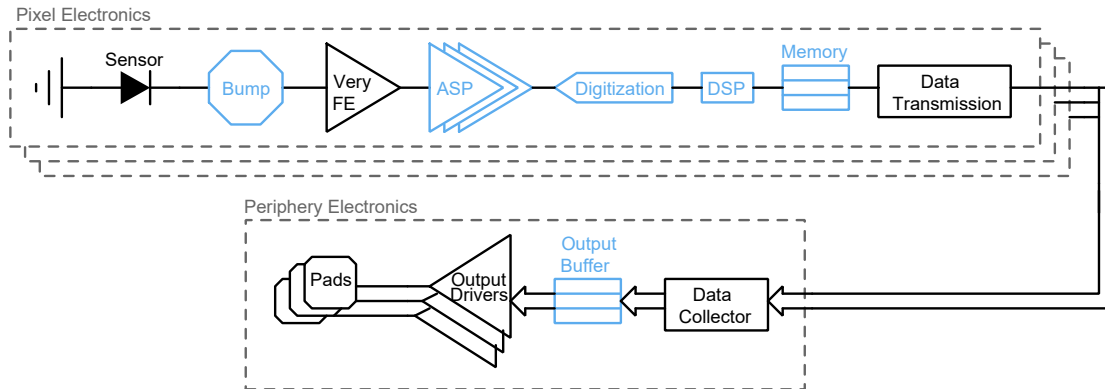 Pixel Electronics
Sensor
Bump
Very
FE
ASP
Digitization
DSP
Memory
Data
Transmission
Periphery Electronics
Pads
Output
Drivers
Output
Buffer
Data
Collector